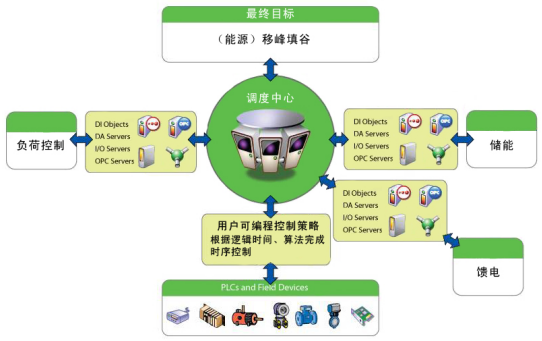 最终目标
（能源）移峰填谷
调度中心
负荷控制
DI Objects
DA Servers
I/O Servers
OPC Servers
OPC
DI Objects
DA Servers
I/O Servers
OPC Servers
OPC
储能
DI Objects
DA Servers
I/O Servers
OPC Servers
OPC
馈电
用户可编程控制策略
根据逻辑时间、算法完成
时序控制
PLCs and Field Devices